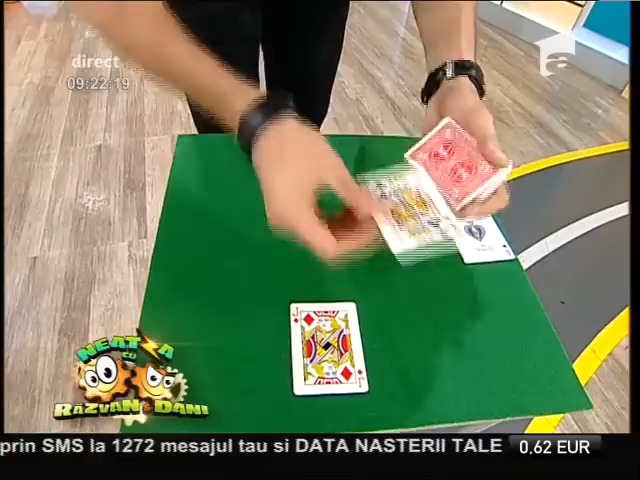 direct
09:22:19
a
J
J
NEATZA
CU
RĂZVAN & DANI
prin SMS la 1272 mesajul tau si DATA NASTERII TALE
0,62 EUR